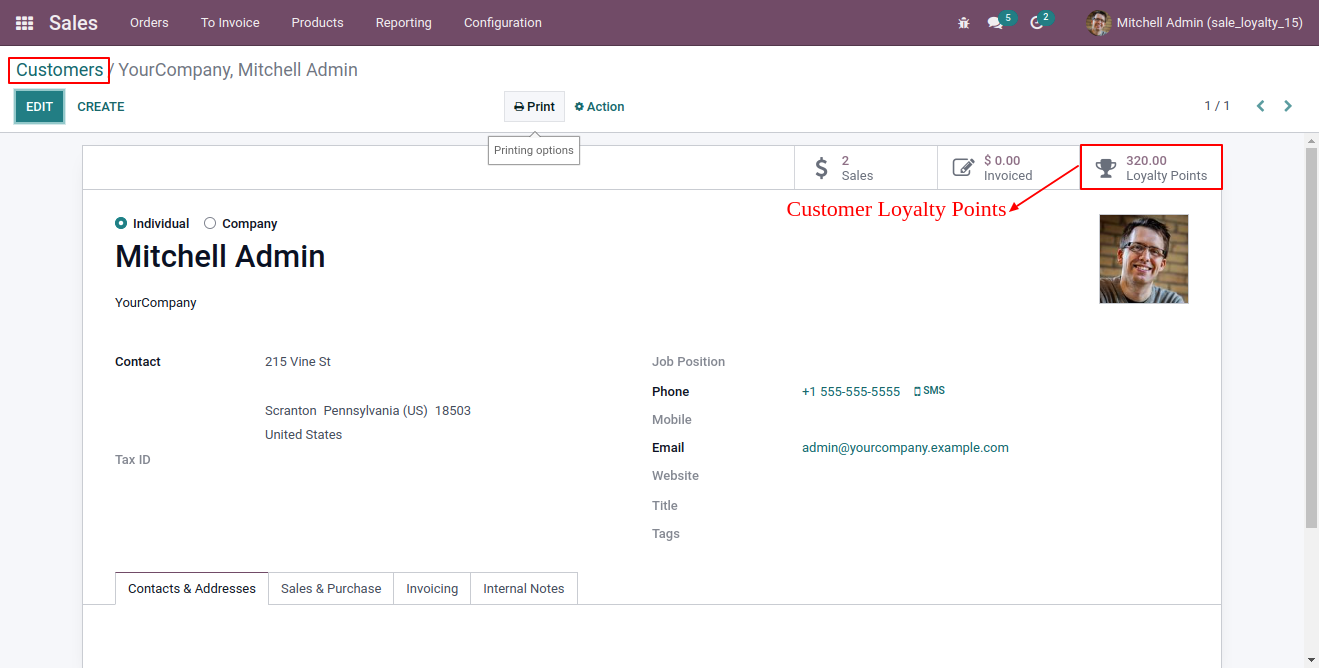 Sales Orders To Invoice Products Reporting Configuration 5 2 Mitchell Admin (sale_loyalty_15)
Customers / YourCompany, Mitchell Admin
EDIT CREATE Print Action 1 / 1
Printing options
2
Sales
$ 0.00
Invoiced
320.00
Loyalty Points
Customer Loyalty Points
Individual Company
Mitchell Admin
YourCompany
Contact 215 Vine St Job Position
Phone +1 555-555-5555 SMS
Scranton Pennsylvania (US) 18503
Mobile
United States
Email admin@yourcompany.example.com
Tax ID
Website
Title
Tags
Contacts & Addresses Sales & Purchase Invoicing Internal Notes